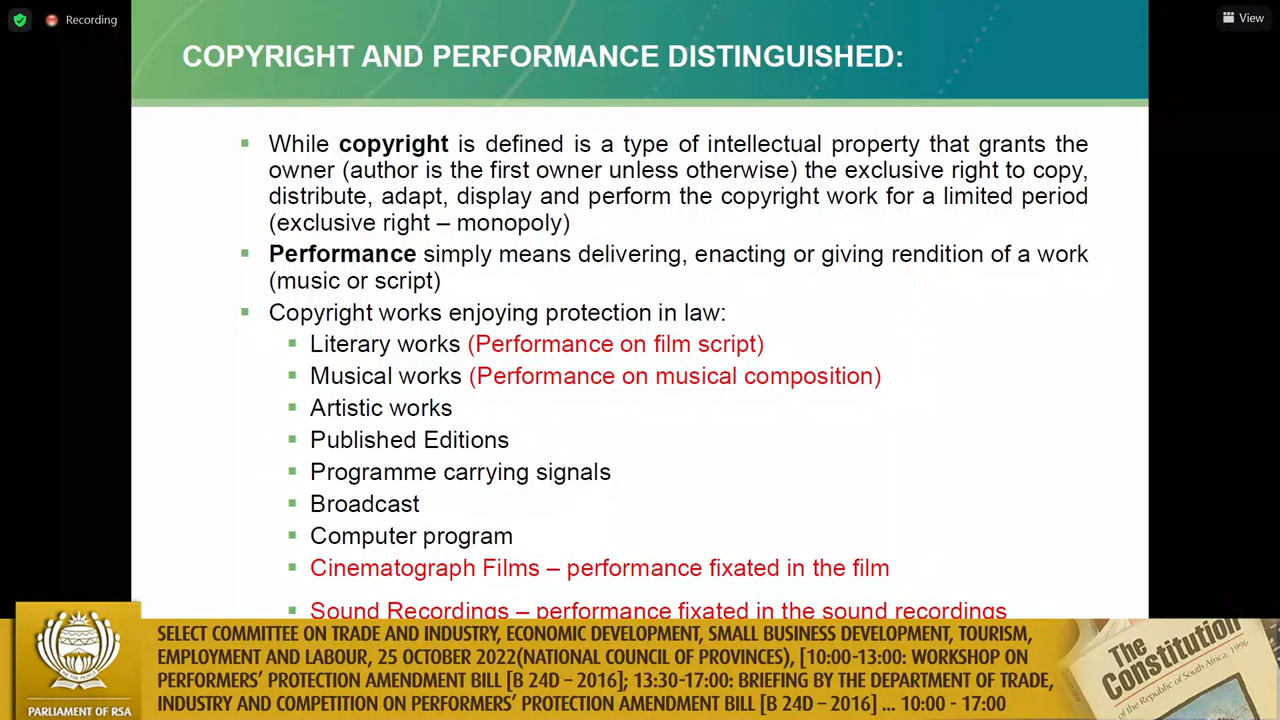 Recording
View
COPYRIGHT AND PERFORMANCE DISTINGUISHED:
While copyright is defined is a type of intellectual property that grants the
owner (author is the first owner unless otherwise) the exclusive right to copy,
distribute, adapt, display and perform the copyright work for a limited period
(exclusive right – monopoly)
Performance simply means delivering, enacting or giving rendition of a work
(music or script)
Copyright works enjoying protection in law:
Literary works (Performance on film script)
Musical works (Performance on musical composition)
Artistic works
Published Editions
Programme carrying signals
Broadcast
Computer program
Cinematograph Films – performance fixated in the film
Sound Recordings – performance fixated in the sound recordings
SELECT COMMITTEE ON TRADE AND INDUSTRY, ECONOMIC DEVELOPMENT, SMALL BUSINESS DEVELOPMENT, TOURISM,
EMPLOYMENT AND LABOUR, 25 OCTOBER 2022(NATIONAL COUNCIL OF PROVINCES), [10:00-13:00: WORKSHOP ON
PERFORMERS' PROTECTION AMENDMENT BILL [B 24D – 2016]; 13:30-17:00: BRIEFING BY THE DEPARTMENT OF TRADE,
INDUSTRY AND COMPETITION ON PERFORMERS' PROTECTION AMENDMENT BILL [B 24D – 2016] ... 10:00 - 17:00
PARLIAMENT OF RSA
The
Constitution
of the Republic of South Africa, 1996